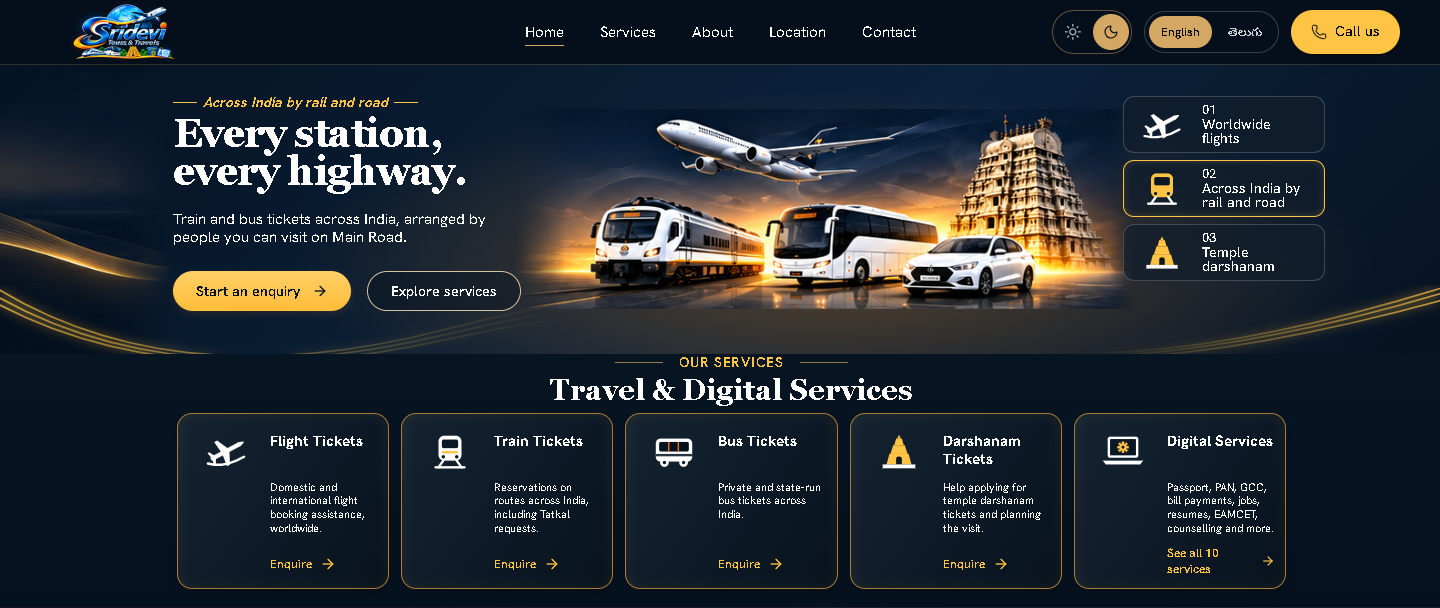 Sridevi
Tours & Travels
Home
Services
About
Location
Contact
English
తెలుగు
Call us
Across India by rail and road
Every station,
every highway.
Train and bus tickets across India, arranged by
people you can visit on Main Road.
Start an enquiry
Explore services
01
Worldwide
flights
02
Across India by
rail and road
03
Temple
darshanam
OUR SERVICES
Travel & Digital Services
Flight Tickets
Domestic and
international flight
booking assistance,
worldwide.
Enquire
Train Tickets
Reservations on
routes across India,
including Tatkal
requests.
Enquire
Bus Tickets
Private and state-run
bus tickets across
India.
Enquire
Darshanam
Tickets
Help applying for
temple darshanam
tickets and planning
the visit.
Enquire
Digital Services
Passport, PAN, GCC,
bill payments, jobs,
resumes, EAMCET,
counselling and more.
See all 10
services